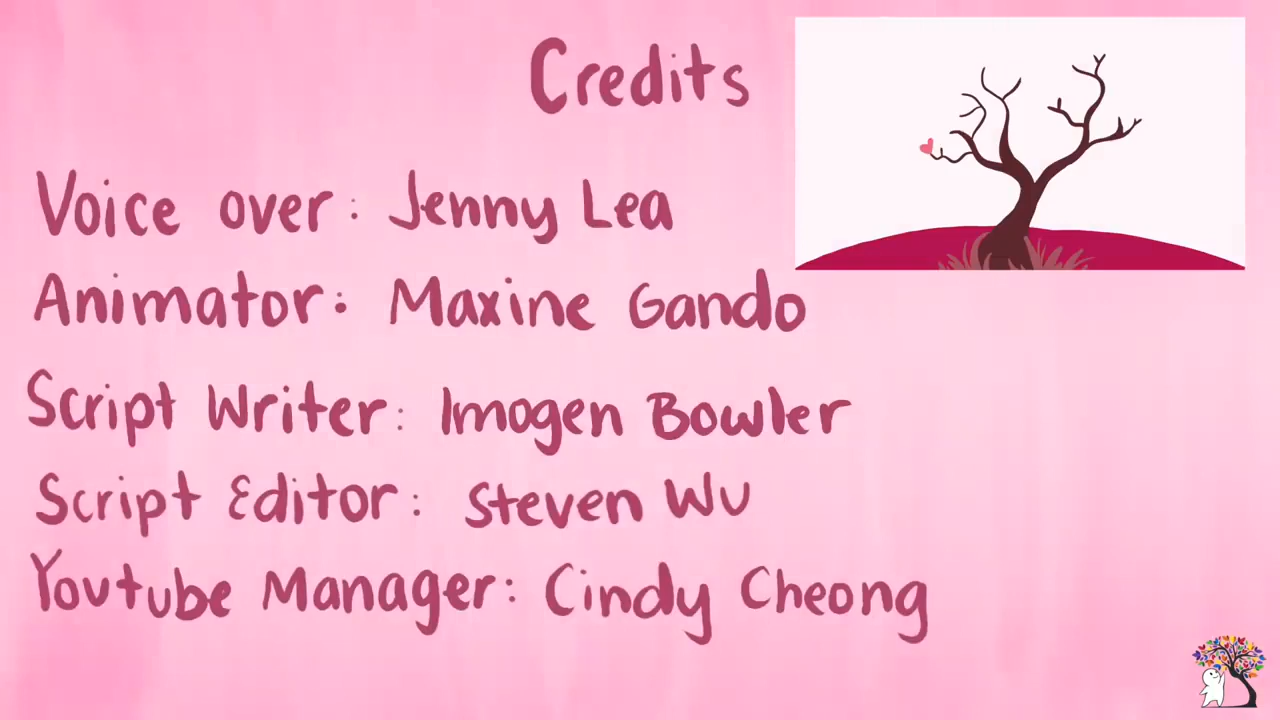 Credits
Voice over: Jenny Lea
Animator: Maxine Gando
Script Writer: Imogen Bowler
Script Editor: Steven Wu
Youtube Manager: Cindy Cheong